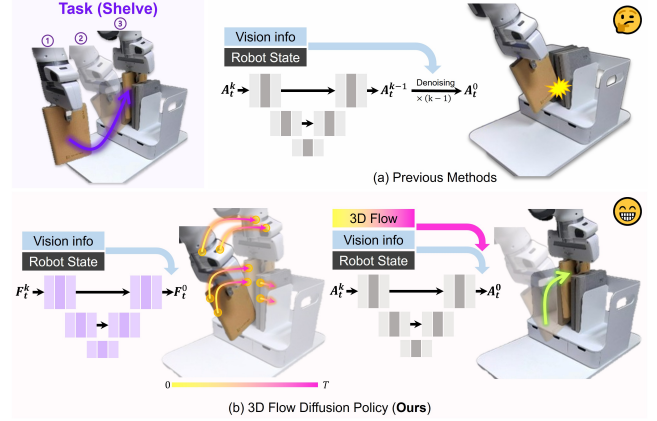 Task (Shelve)
① ② ③
Vision info
Robot State
A_t^k A_t^{k-1} Denoising × (k−1) A_t^0
(a) Previous Methods
Vision info
Robot State
F_t^k F_t^0
0 T
3D Flow
Vision info
Robot State
A_t^k A_t^0
(b) 3D Flow Diffusion Policy (Ours)